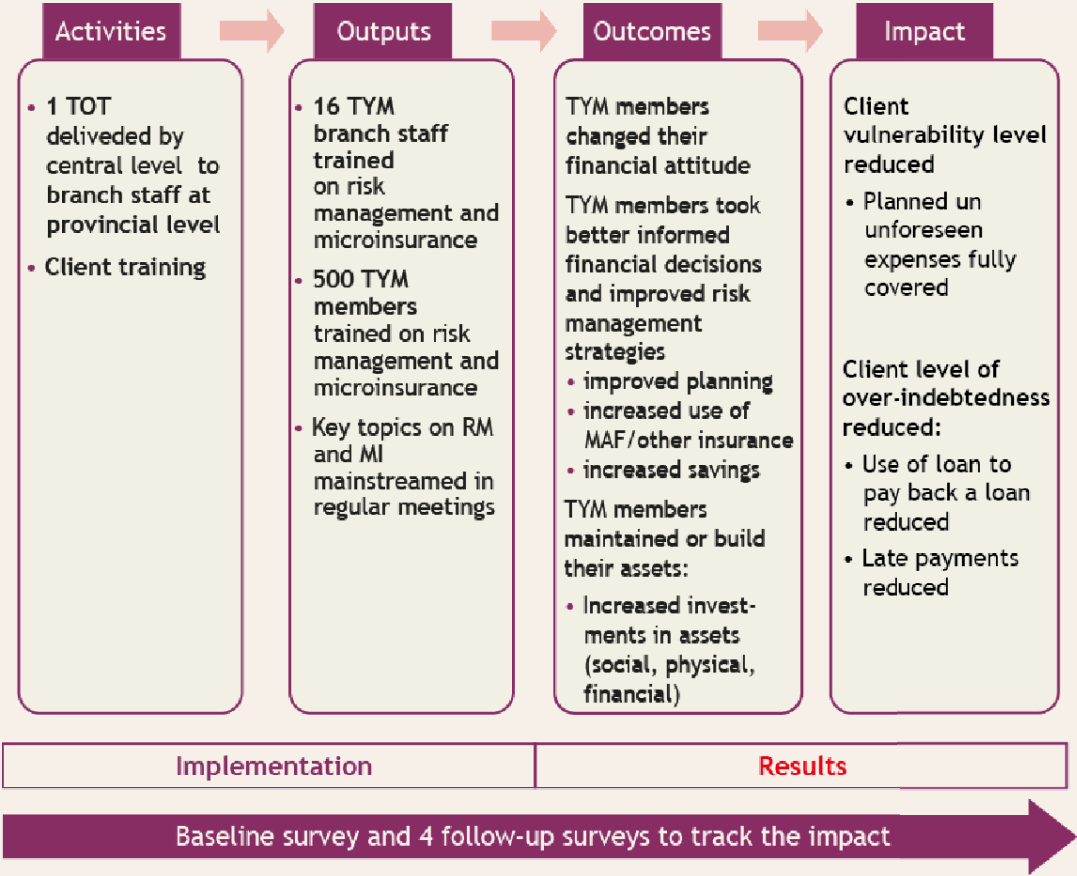 Activities
Outputs
Outcomes
Impact
• 1 TOT
deliveded by
central level to
branch staff at
provincial level
• Client training
• 16 TYM
branch staff
trained
on risk
management and
microinsurance
• 500 TYM
members
trained on risk
management and
microinsurance
• Key topics on RM
and MI
mainstreamed in
regular meetings
TYM members
changed their
financial attitude
TYM members took
better informed
financial decisions
and improved risk
management
strategies
• improved planning
• increased use of
MAF/other insurance
• increased savings
TYM members
maintained or build
their assets:
• Increased invest-
ments in assets
(social, physical,
financial)
Client
vulnerability level
reduced
• Planned un
unforeseen
expenses fully
covered
Client level of
over-indebtedness
reduced:
• Use of loan to
pay back a loan
reduced
• Late payments
reduced
Implementation
Results
Baseline survey and 4 follow-up surveys to track the impact